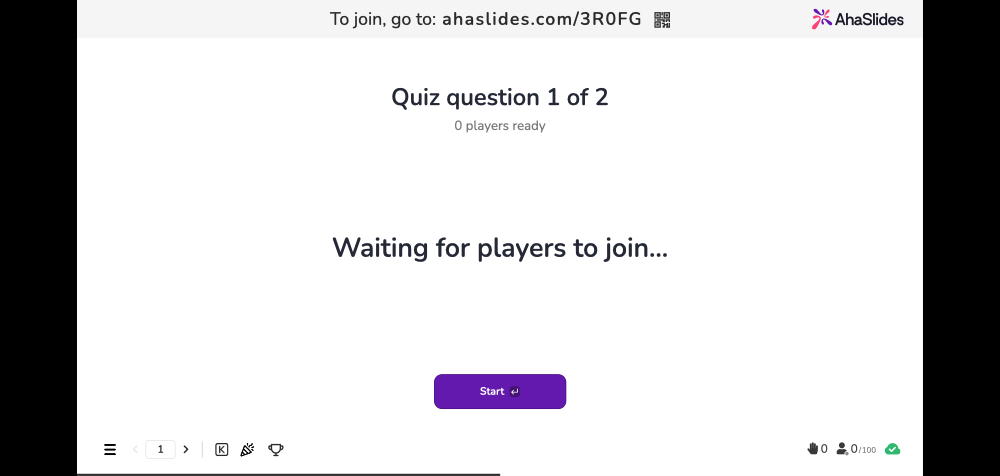 To join, go to: ahaslides.com/3R0FG
AhaSlides
Quiz question 1 of 2
0 players ready
Waiting for players to join...
Start ↵
1
K
0
0/100